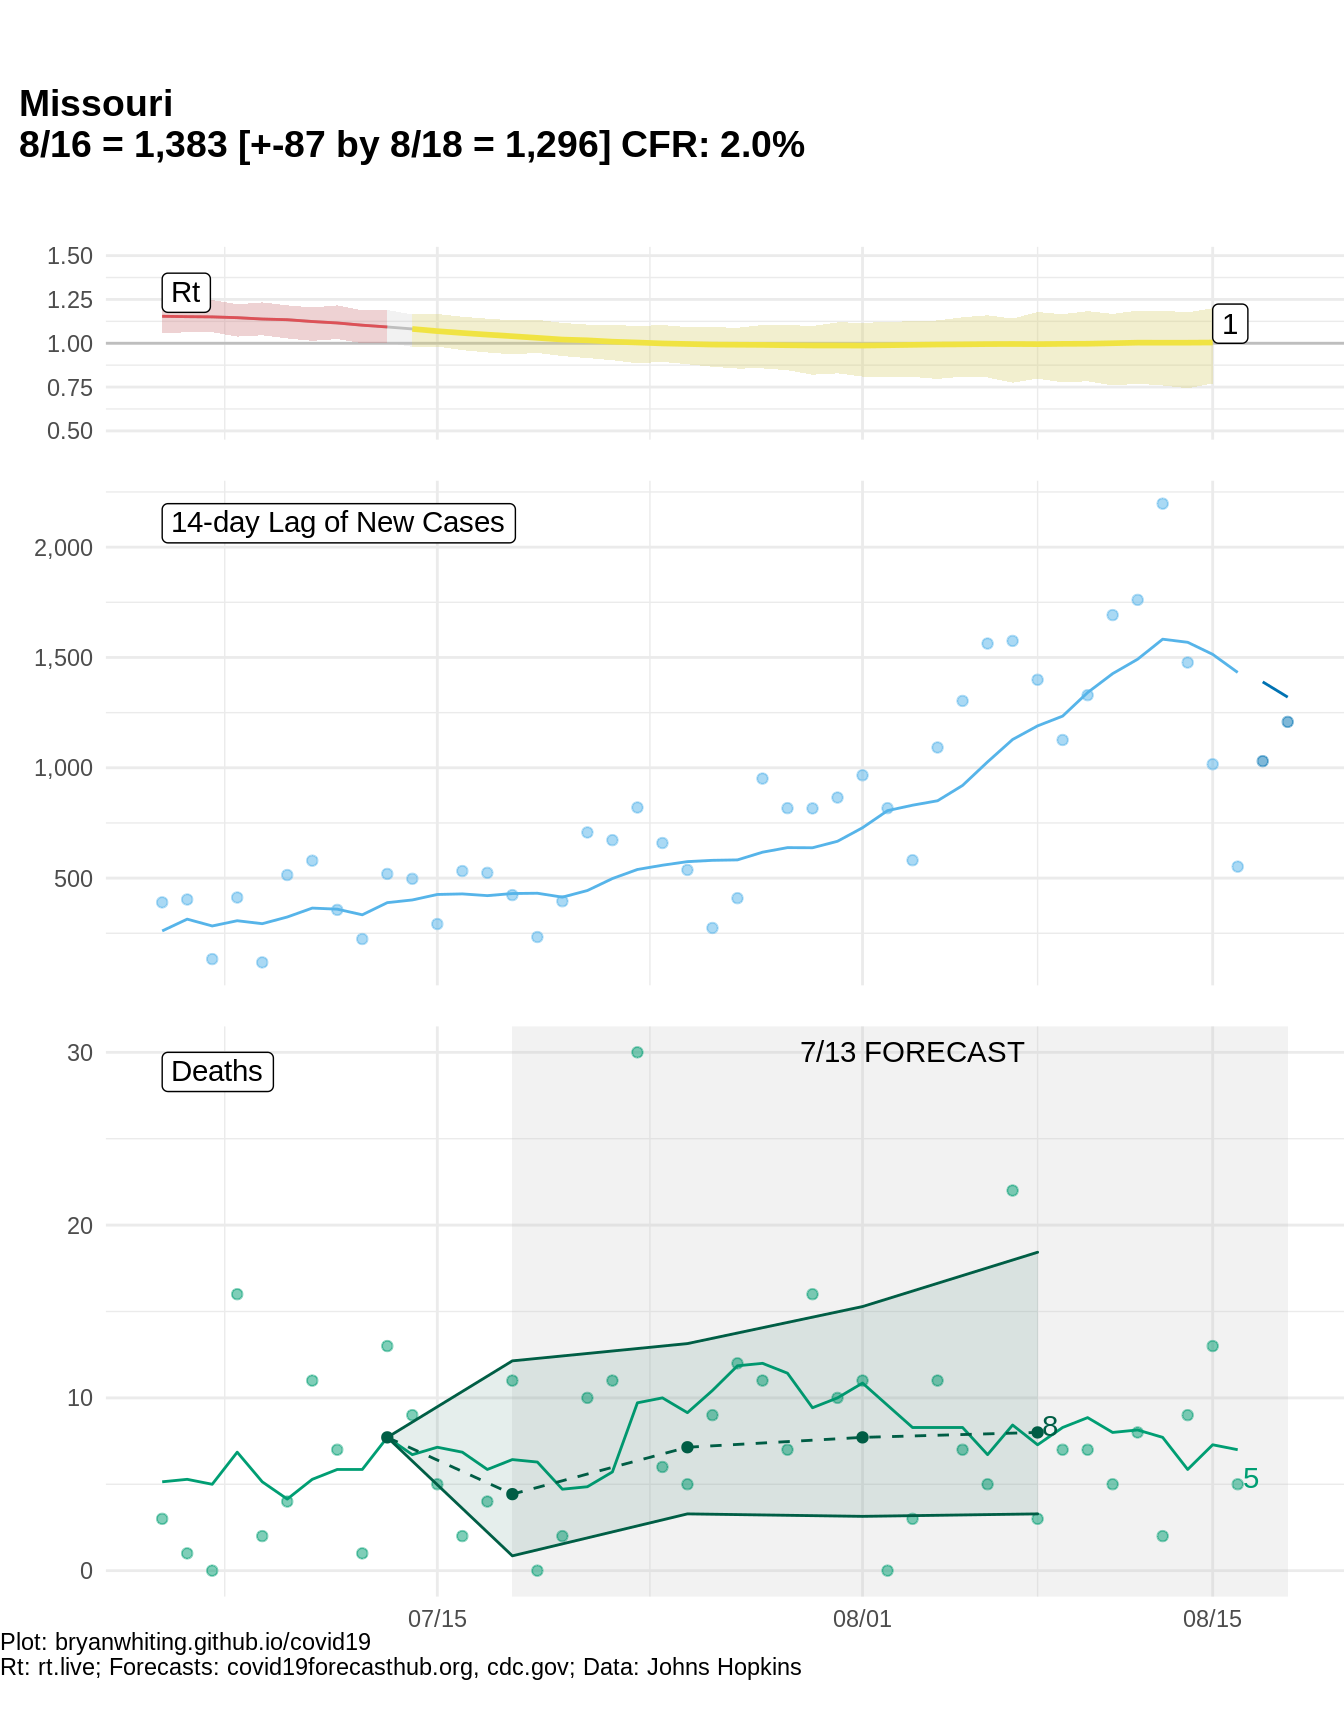 Missouri
8/16 = 1,383 [+-87 by 8/18 = 1,296] CFR: 2.0%
1.50
1.25
1.00
0.75
0.50
Rt
1
14-day Lag of New Cases
2,000
1,500
1,000
500
Deaths
7/13 FORECAST
30
20
10
0
8
5
07/15
08/01
08/15
Plot: bryanwhiting.github.io/covid19
Rt: rt.live; Forecasts: covid19forecasthub.org, cdc.gov; Data: Johns Hopkins